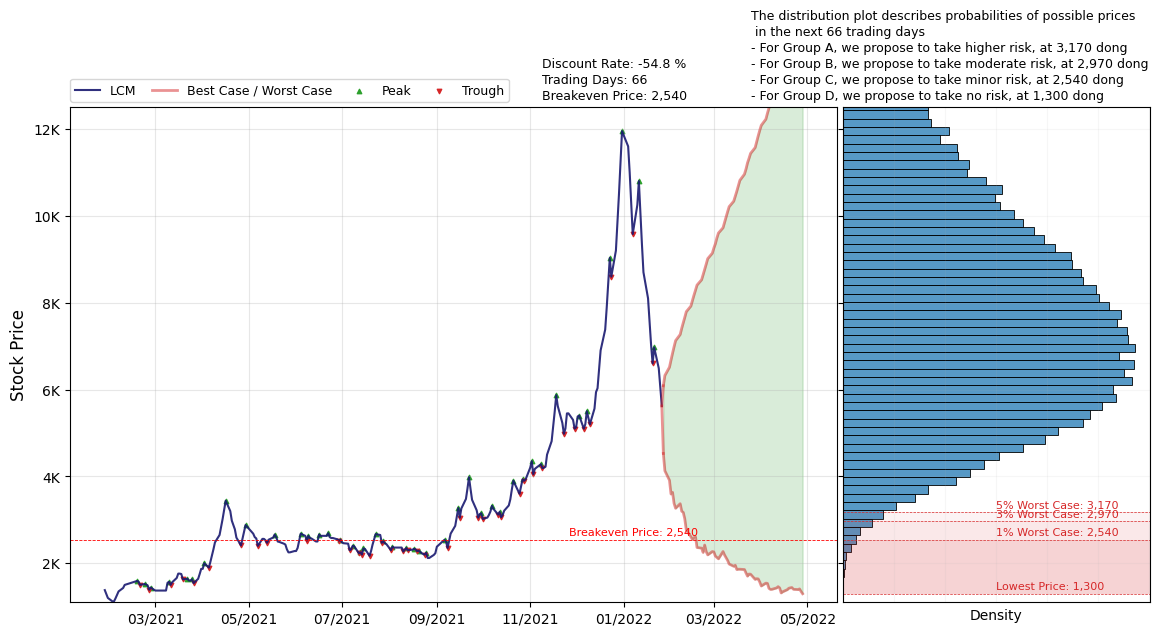 The distribution plot describes probabilities of possible prices
in the next 66 trading days
- For Group A, we propose to take higher risk, at 3,170 dong
- For Group B, we propose to take moderate risk, at 2,970 dong
- For Group C, we propose to take minor risk, at 2,540 dong
- For Group D, we propose to take no risk, at 1,300 dong
Discount Rate: -54.8 %
Trading Days: 66
Breakeven Price: 2,540
LCM
Best Case / Worst Case
Peak
Trough
Stock Price
12K
10K
8K
6K
4K
2K
Breakeven Price: 2,540
03/2021
05/2021
07/2021
09/2021
11/2021
01/2022
03/2022
05/2022
5% Worst Case: 3,170
3% Worst Case: 2,970
1% Worst Case: 2,540
Lowest Price: 1,300
Density